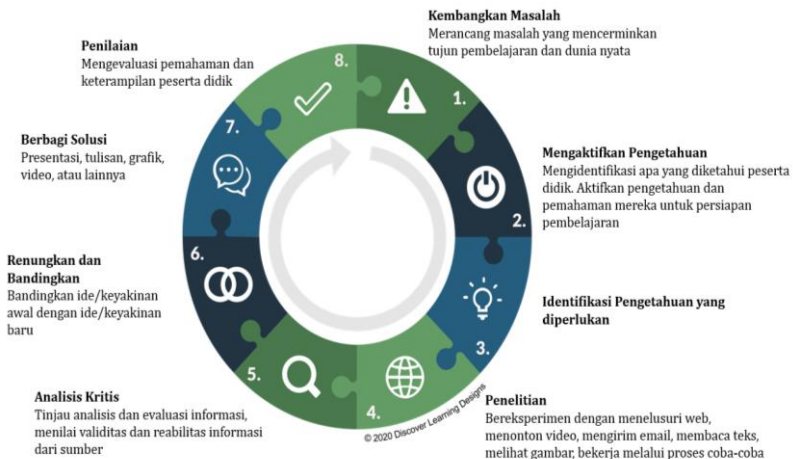 Kembangkan Masalah
Merancang masalah yang mencerminkan
tujun pembelajaran dan dunia nyata
1.
Mengaktifkan Pengetahuan
Mengidentifikasi apa yang diketahui peserta
didik. Aktifkan pengetahuan dan
pemahaman mereka untuk persiapan
pembelajaran
2.
Identifikasi Pengetahuan yang
diperlukan
3.
Penelitian
Bereksperimen dengan menelusuri web,
menonton video, mengirim email, membaca teks,
melihat gambar, bekerja melalui proses coba-coba
4.
© 2020 Discover Learning Designs
Analisis Kritis
Tinjau analisis dan evaluasi informasi,
menilai validitas dan reabilitas informasi
dari sumber
5.
Renungkan dan
Bandingkan
Bandingkan ide/keyakinan
awal dengan ide/keyakinan
baru
6.
Berbagi Solusi
Presentasi, tulisan, grafik,
video, atau lainnya
7.
Penilaian
Mengevaluasi pemahaman dan
keterampilan peserta didik
8.